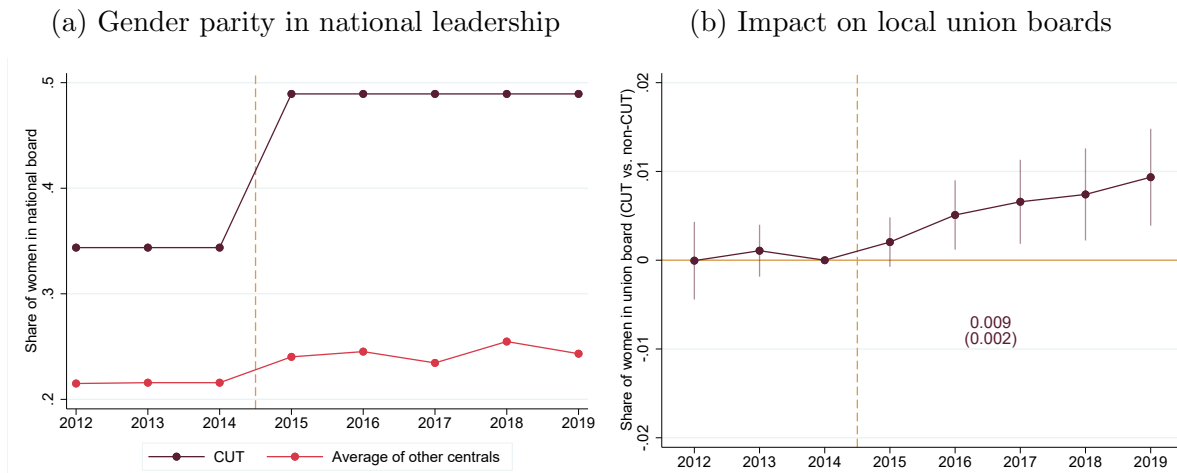 (a) Gender parity in national leadership
Share of women in national board
.5
.4
.3
.2
2012 2013 2014 2015 2016 2017 2018 2019
CUT
Average of other centrals
(b) Impact on local union boards
Share of women in union board (CUT vs. non-CUT)
.02
.01
0
-.01
-.02
0.009
(0.002)
2012 2013 2014 2015 2016 2017 2018 2019